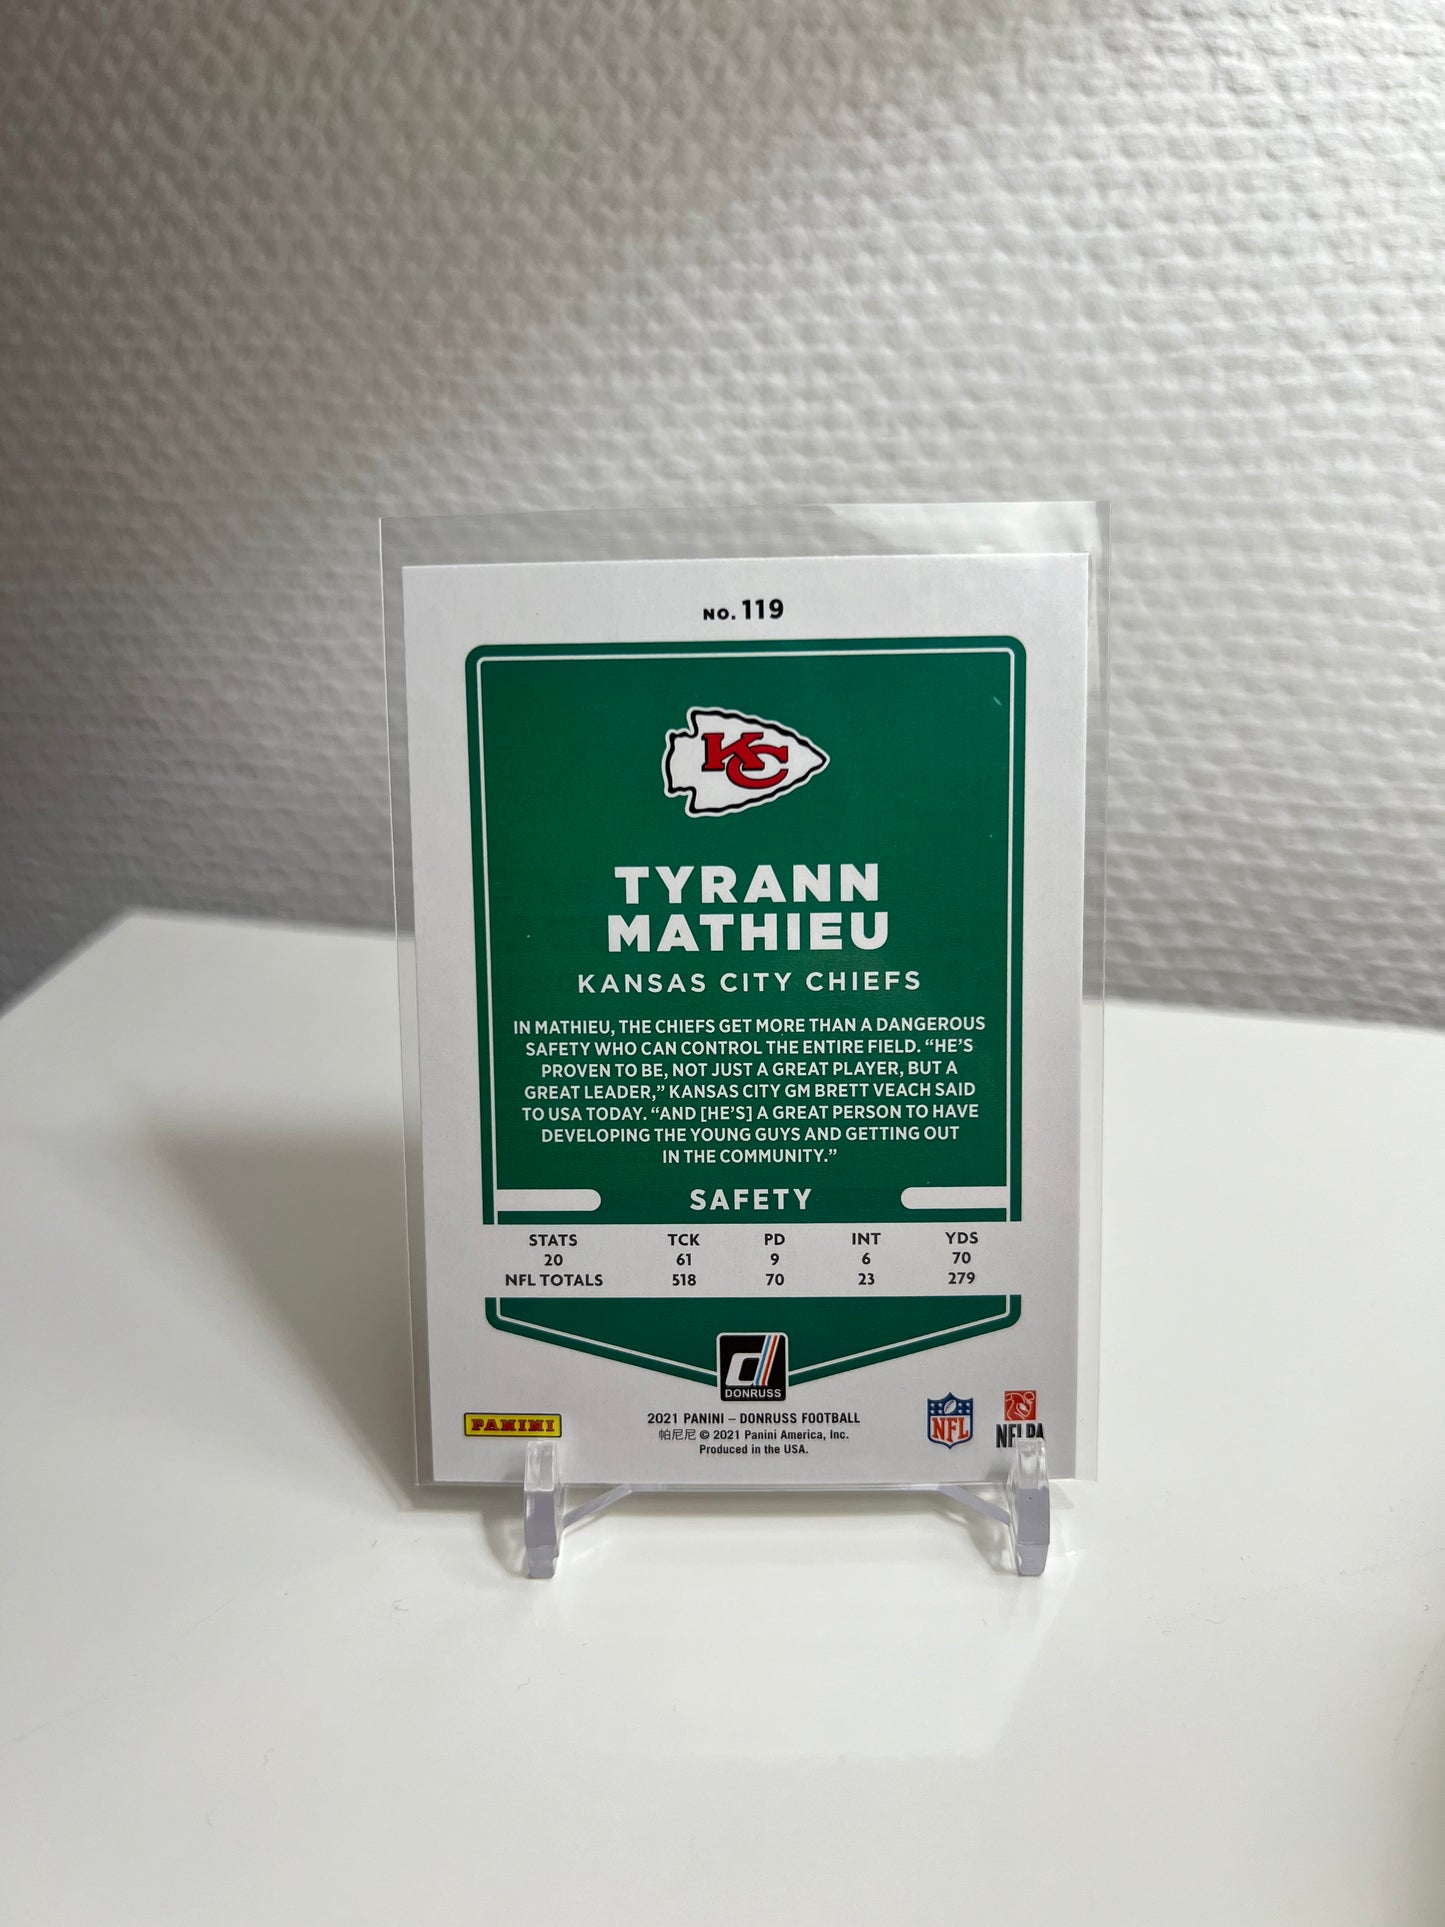 NO. 119
KC
TYRANN
MATHIEU
KANSAS CITY CHIEFS
IN MATHIEU, THE CHIEFS GET MORE THAN A DANGEROUS
SAFETY WHO CAN CONTROL THE ENTIRE FIELD. “HE’S
PROVEN TO BE, NOT JUST A GREAT PLAYER, BUT A
GREAT LEADER,” KANSAS CITY GM BRETT VEACH SAID
TO USA TODAY. “AND [HE’S] A GREAT PERSON TO HAVE
DEVELOPING THE YOUNG GUYS AND GETTING OUT
IN THE COMMUNITY.”
SAFETY
STATS TCK PD INT YDS
20 61 9 6 70
NFL TOTALS 518 70 23 279
d
DONRUSS
PANINI
2021 PANINI – DONRUSS FOOTBALL
帕尼尼 © 2021 Panini America, Inc.
Produced in the USA.
NFL
NFLPA